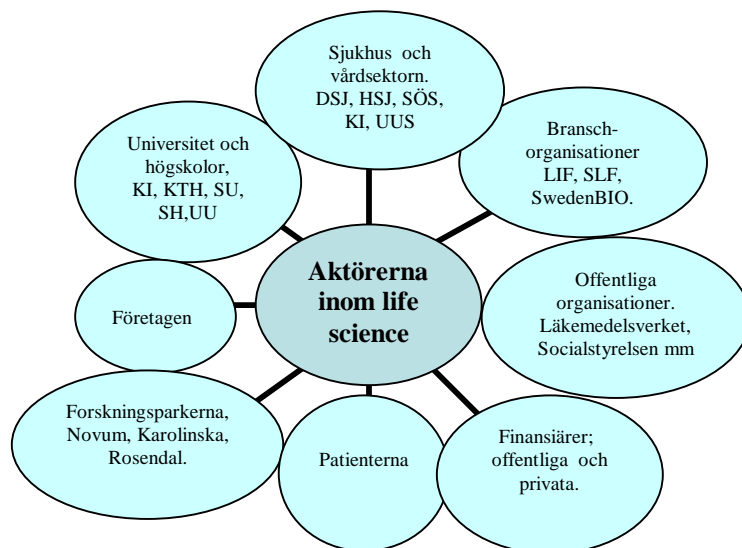 Sjukhus och
vårdsektorn.
DSJ, HSJ, SÖS,
KI, UUS
Universitet och
högskolor,
KI, KTH, SU,
SH,UU
Bransch-
organisationer
LIF, SLF,
SwedenBIO.
Aktörerna
inom life
science
Företagen
Offentliga
organisationer.
Läkemedelsverket,
Socialstyrelsen mm
Forskningsparkerna,
Novum, Karolinska,
Rosendal.
Patienterna
Finansiärer;
offentliga och
privata.